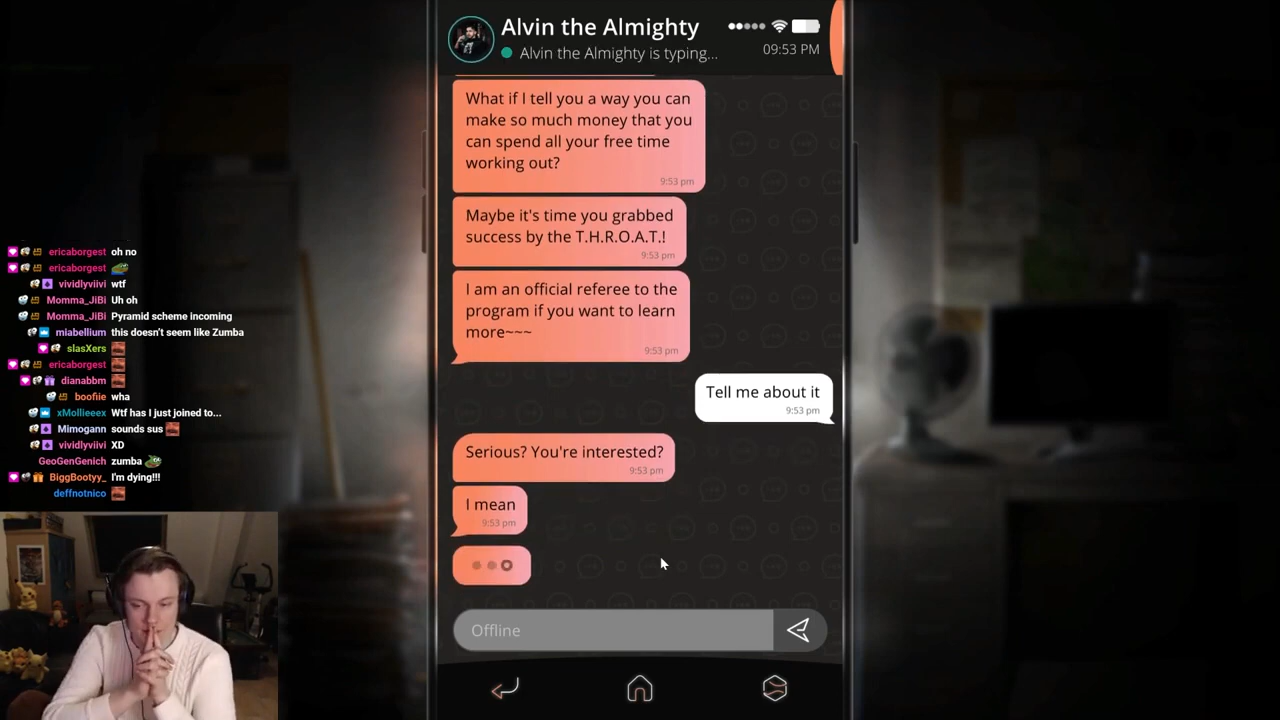 Alvin the Almighty
Alvin the Almighty is typing...
09:53 PM
What if I tell you a way you can
make so much money that you
can spend all your free time
working out?
9:53 pm
Maybe it's time you grabbed
success by the T.H.R.O.A.T.!
9:53 pm
I am an official referee to the
program if you want to learn
more~~~
9:53 pm
Tell me about it
9:53 pm
Serious? You're interested?
9:53 pm
I mean
9:53 pm
Offline
ericaborgest oh no
ericaborgest
vividlyviivi wtf
Momma_JiBi Uh oh
Momma_JiBi Pyramid scheme incoming
miabellium this doesn't seem like Zumba
slasXers
ericaborgest
dianabbm
boofiie wha
xMollieeex Wtf has I just joined to...
Mimogann sounds sus
vividlyviivi XD
GeoGenGenich zumba
BiggBootyy_ I'm dying!!!
deffnotnico